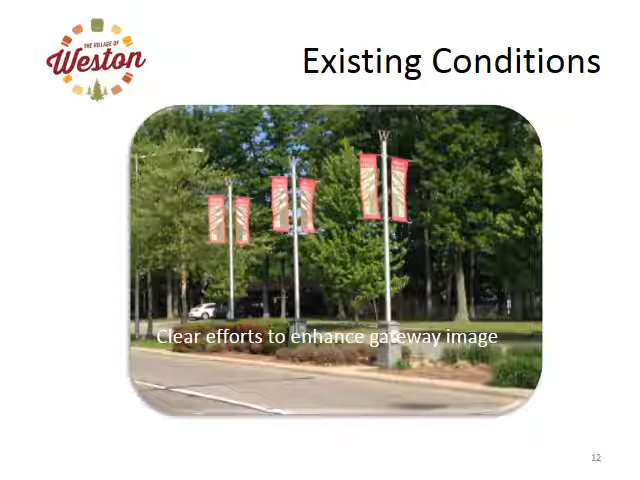 THE VILLAGE OF
Weston
Existing Conditions
W
Clear efforts to enhance gateway image
12